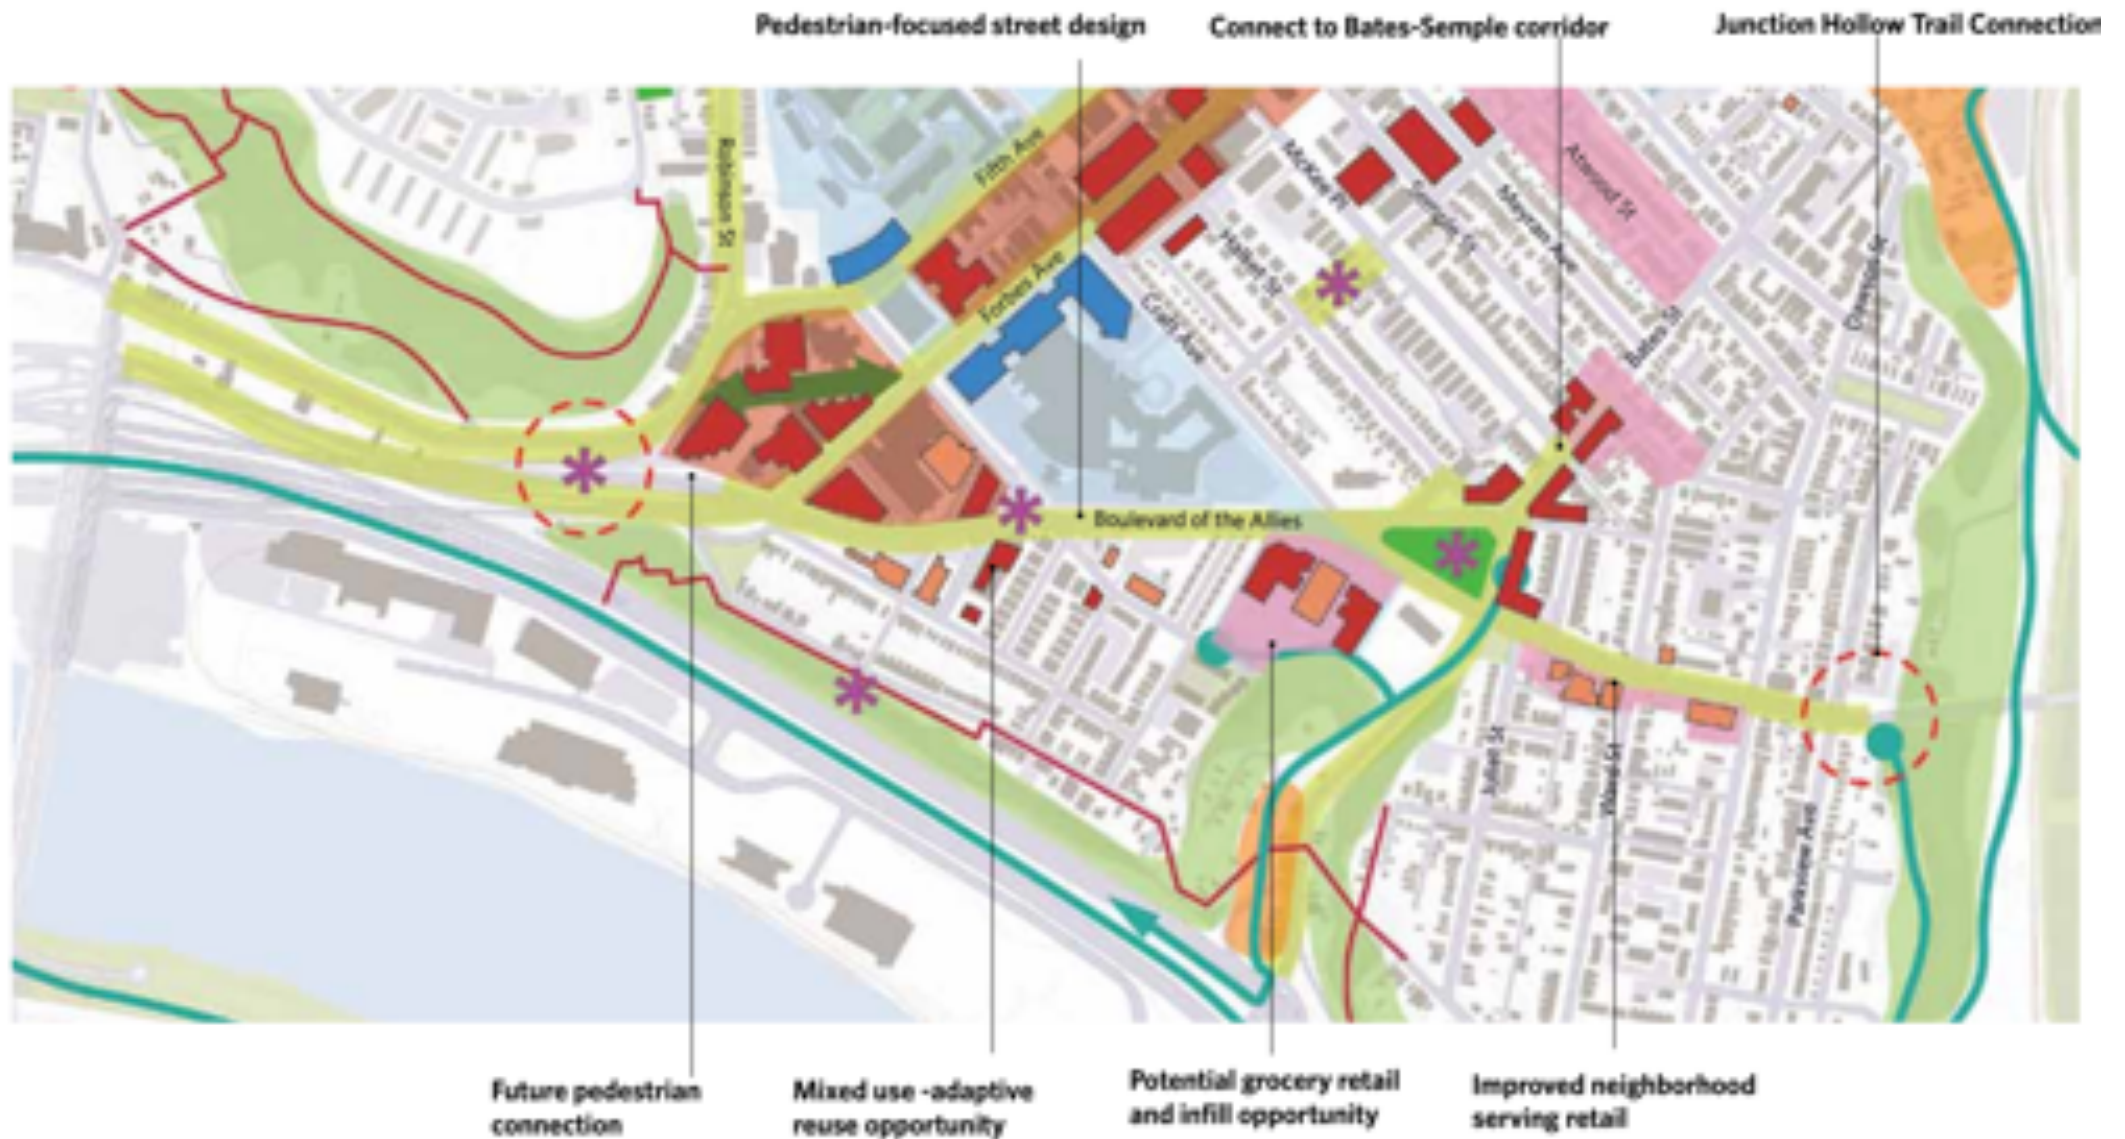 Pedestrian-focused street design
Connect to Bates-Semple corridor
Junction Hollow Trail Connection
Robinson St
Fifth Ave
Forbes Ave
McKee Pl
Semple St
Meyran Ave
Atwood St
Halket St
Craft Ave
Bates St
Boulevard of the Allies
Juliet St
Ward St
Parkview Ave
Future pedestrian
connection
Mixed use -adaptive
reuse opportunity
Potential grocery retail
and infill opportunity
Improved neighborhood
serving retail